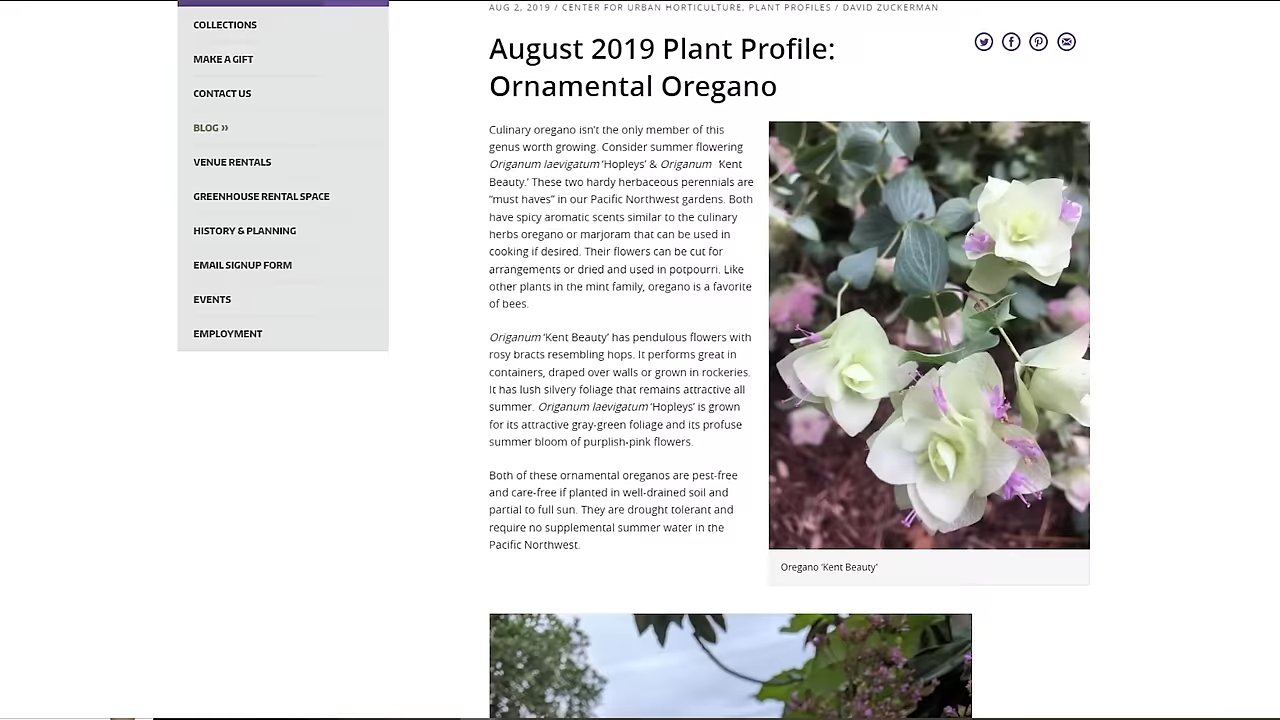 COLLECTIONS
MAKE A GIFT
CONTACT US
BLOG »
VENUE RENTALS
GREENHOUSE RENTAL SPACE
HISTORY & PLANNING
EMAIL SIGNUP FORM
EVENTS
EMPLOYMENT
AUG 2, 2019 / CENTER FOR URBAN HORTICULTURE, PLANT PROFILES / DAVID ZUCKERMAN
August 2019 Plant Profile:
Ornamental Oregano
Culinary oregano isn't the only member of this
genus worth growing. Consider summer flowering
Origanum laevigatum 'Hopleys' & Origanum 'Kent
Beauty.' These two hardy herbaceous perennials are
"must haves" in our Pacific Northwest gardens. Both
have spicy aromatic scents similar to the culinary
herbs oregano or marjoram that can be used in
cooking if desired. Their flowers can be cut for
arrangements or dried and used in potpourri. Like
other plants in the mint family, oregano is a favorite
of bees.
Origanum 'Kent Beauty' has pendulous flowers with
rosy bracts resembling hops. It performs great in
containers, draped over walls or grown in rockeries.
It has lush silvery foliage that remains attractive all
summer. Origanum laevigatum 'Hopleys' is grown
for its attractive gray-green foliage and its profuse
summer bloom of purplish-pink flowers.
Both of these ornamental oreganos are pest-free
and care-free if planted in well-drained soil and
partial to full sun. They are drought tolerant and
require no supplemental summer water in the
Pacific Northwest.
Oregano 'Kent Beauty'